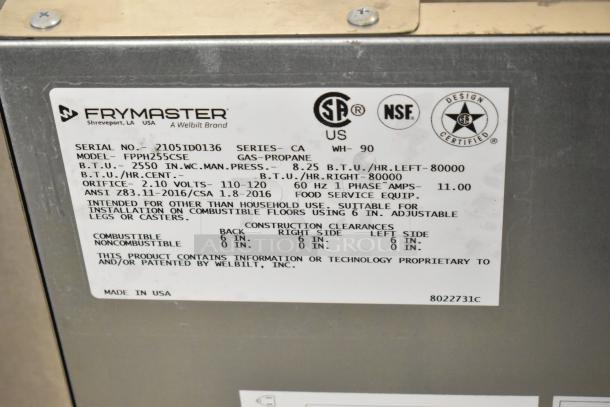 FRYMASTER
Shreveport, LA USA A Welbilt Brand
SA ® US
NSF.
DESIGN CERTIFIED ®
SERIAL NO.- 2105ID0136 SERIES- CA WH- 90
MODEL- FPPH255CSE GAS-PROPANE
B.T.U.- 2550 IN.WC.MAN.PRESS.- 8.25 B.T.U./HR.LEFT-80000
B.T.U./HR.CENT.- B.T.U./HR.RIGHT-80000
ORIFICE- 2.10 VOLTS- 110-120 60 Hz 1 PHASE AMPS- 11.00
ANSI Z83.11-2016/CSA 1.8-2016 FOOD SERVICE EQUIP.
INTENDED FOR OTHER THAN HOUSEHOLD USE. SUITABLE FOR
INSTALLATION ON COMBUSTIBLE FLOORS USING 6 IN. ADJUSTABLE
LEGS OR CASTERS.
CONSTRUCTION CLEARANCES
BACK RIGHT SIDE LEFT SIDE
COMBUSTIBLE 6 IN. 6 IN. 6 IN.
NONCOMBUSTIBLE 0 IN. 0 IN. 0 IN.
THIS PRODUCT CONTAINS INFORMATION OR TECHNOLOGY PROPRIETARY TO
AND/OR PATENTED BY WELBILT, INC.
MADE IN USA 8022731C